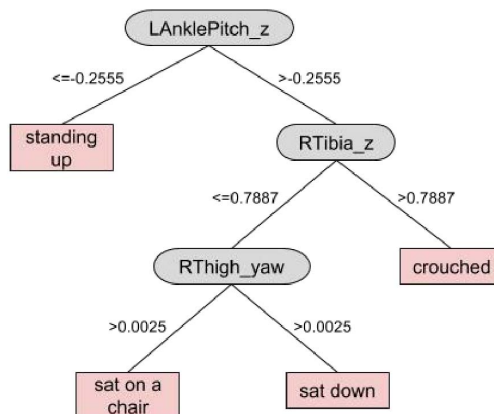 LAnklePitch_z
<=-0.2555
>-0.2555
standing
up
RTibia_z
<=0.7887
>0.7887
RThigh_yaw
crouched
>0.0025
>0.0025
sat on a
chair
sat down